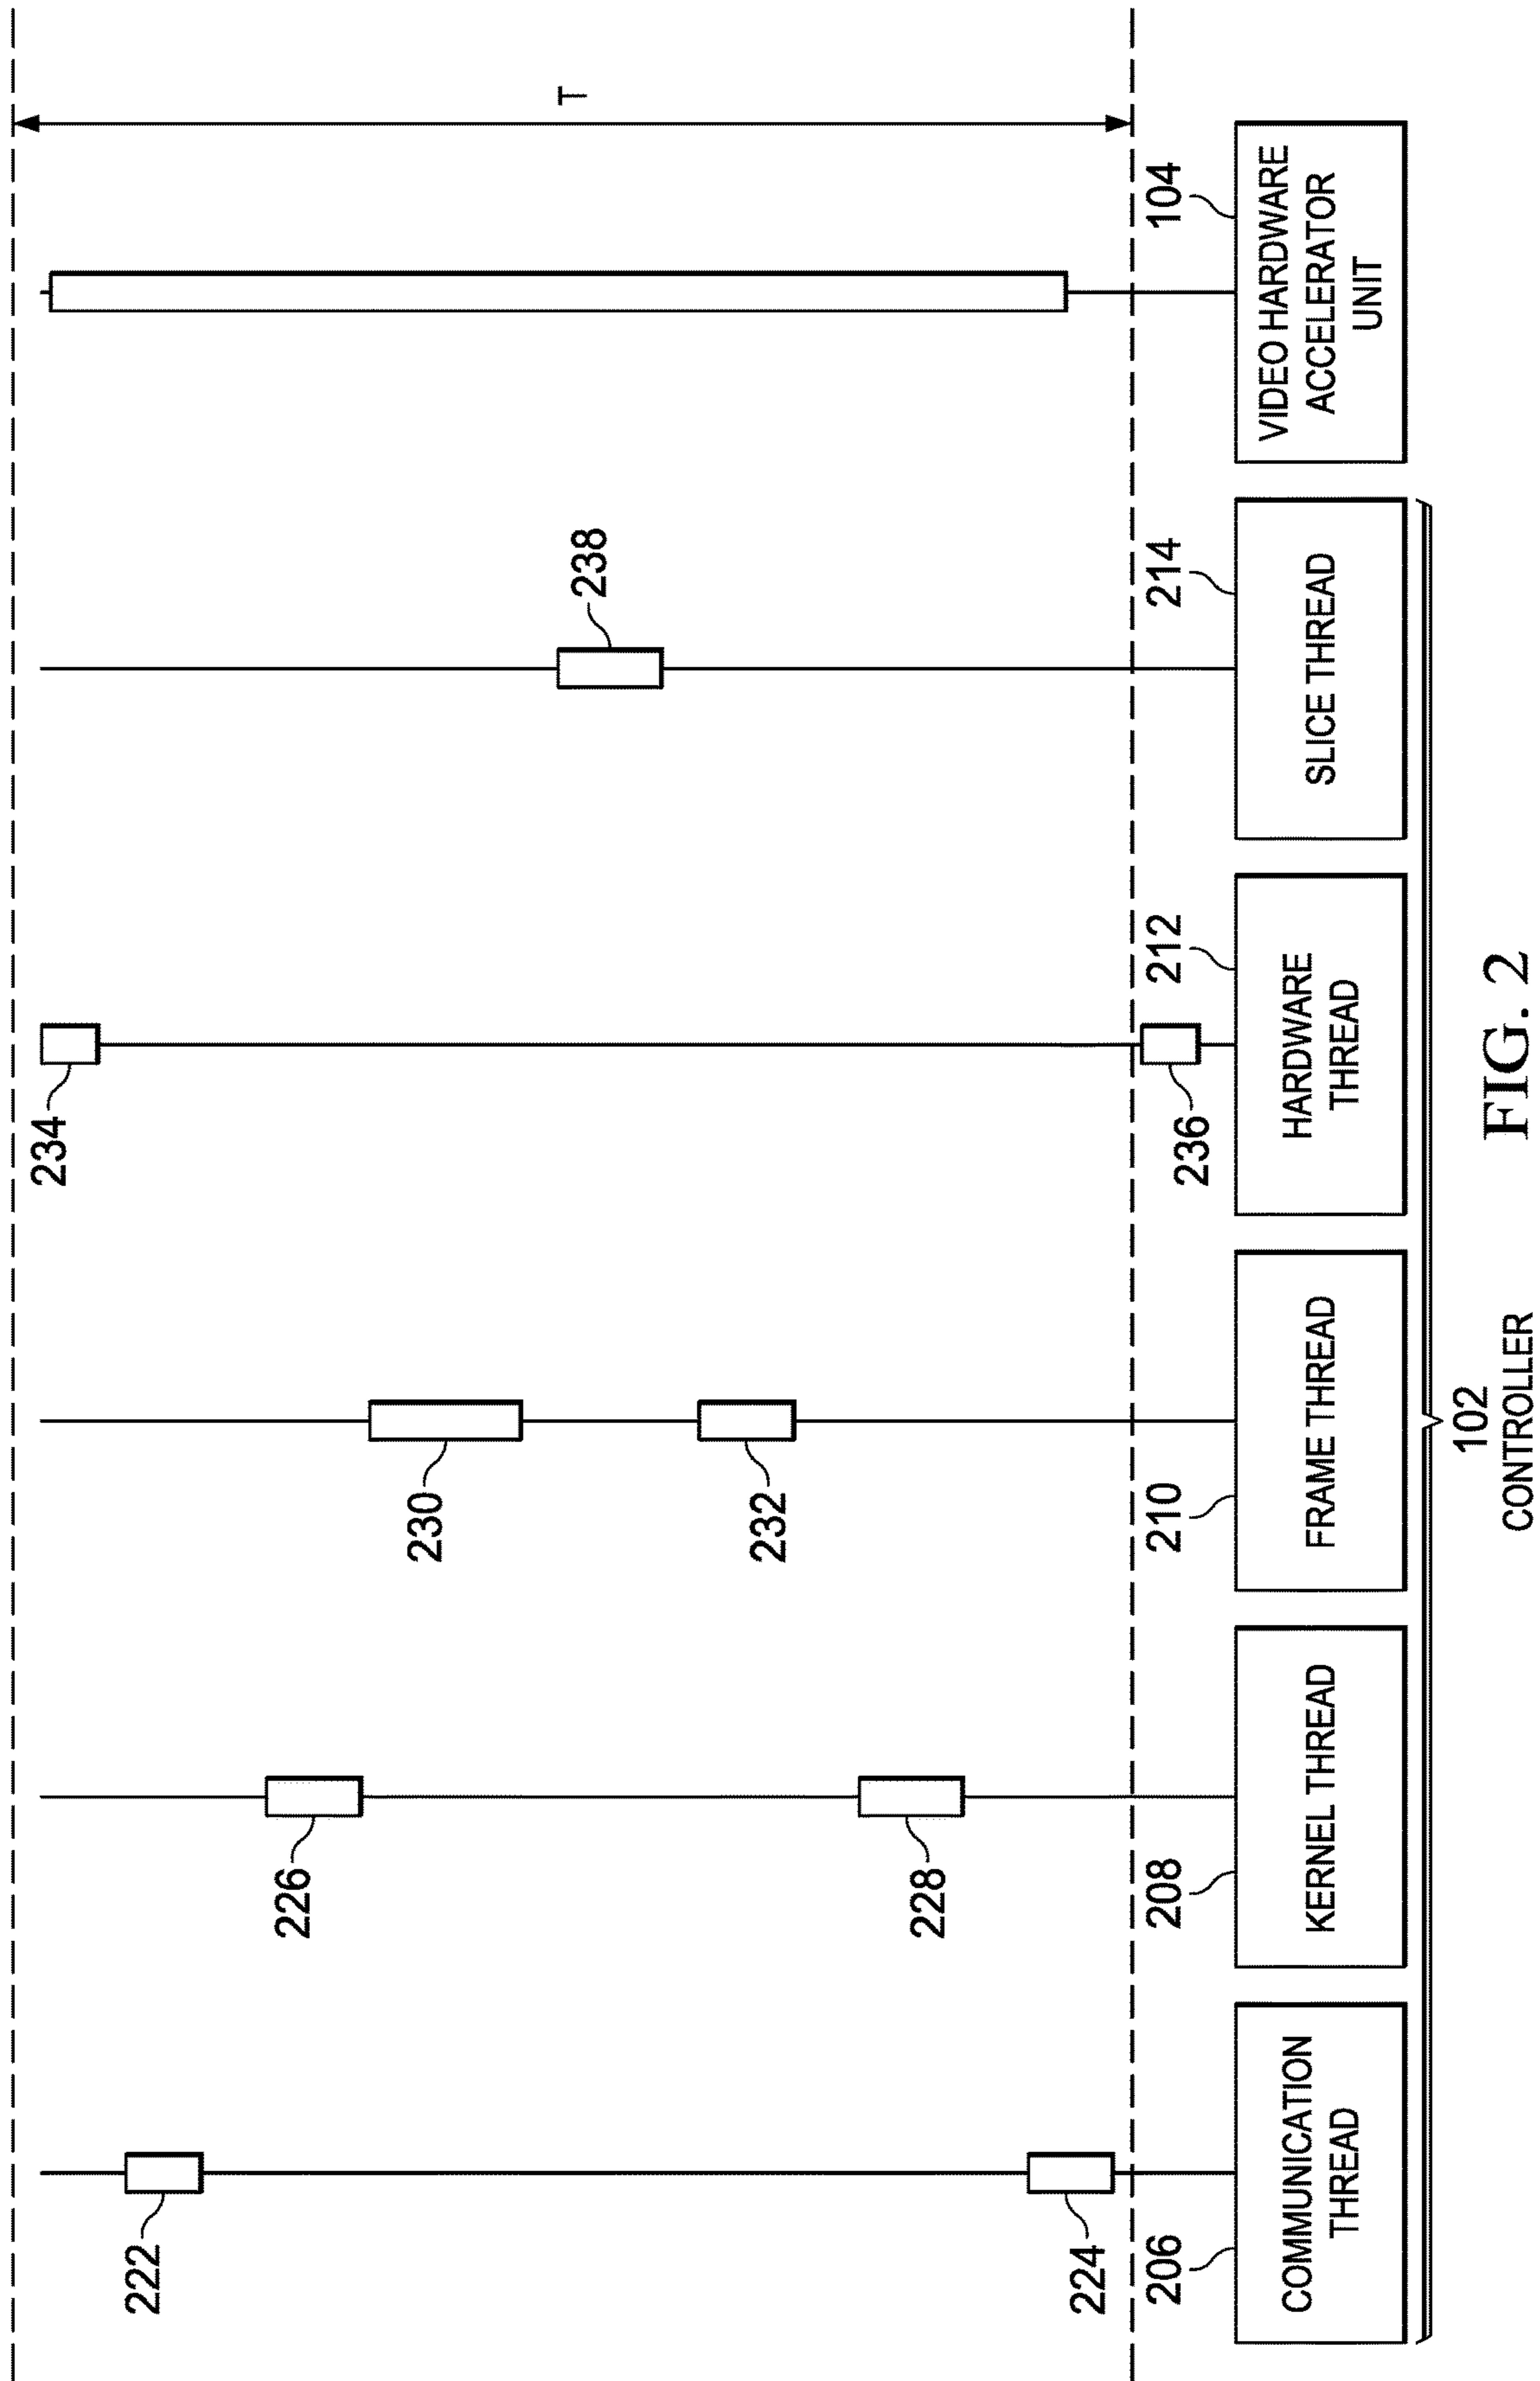 234
222
226
230
T
238
232
228
224
206
208
210
212
214
104
236
COMMUNICATION
THREAD
KERNEL THREAD
FRAME THREAD
HARDWARE
THREAD
SLICE THREAD
VIDEO HARDWARE
ACCELERATOR
UNIT
102
CONTROLLER
FIG. 2